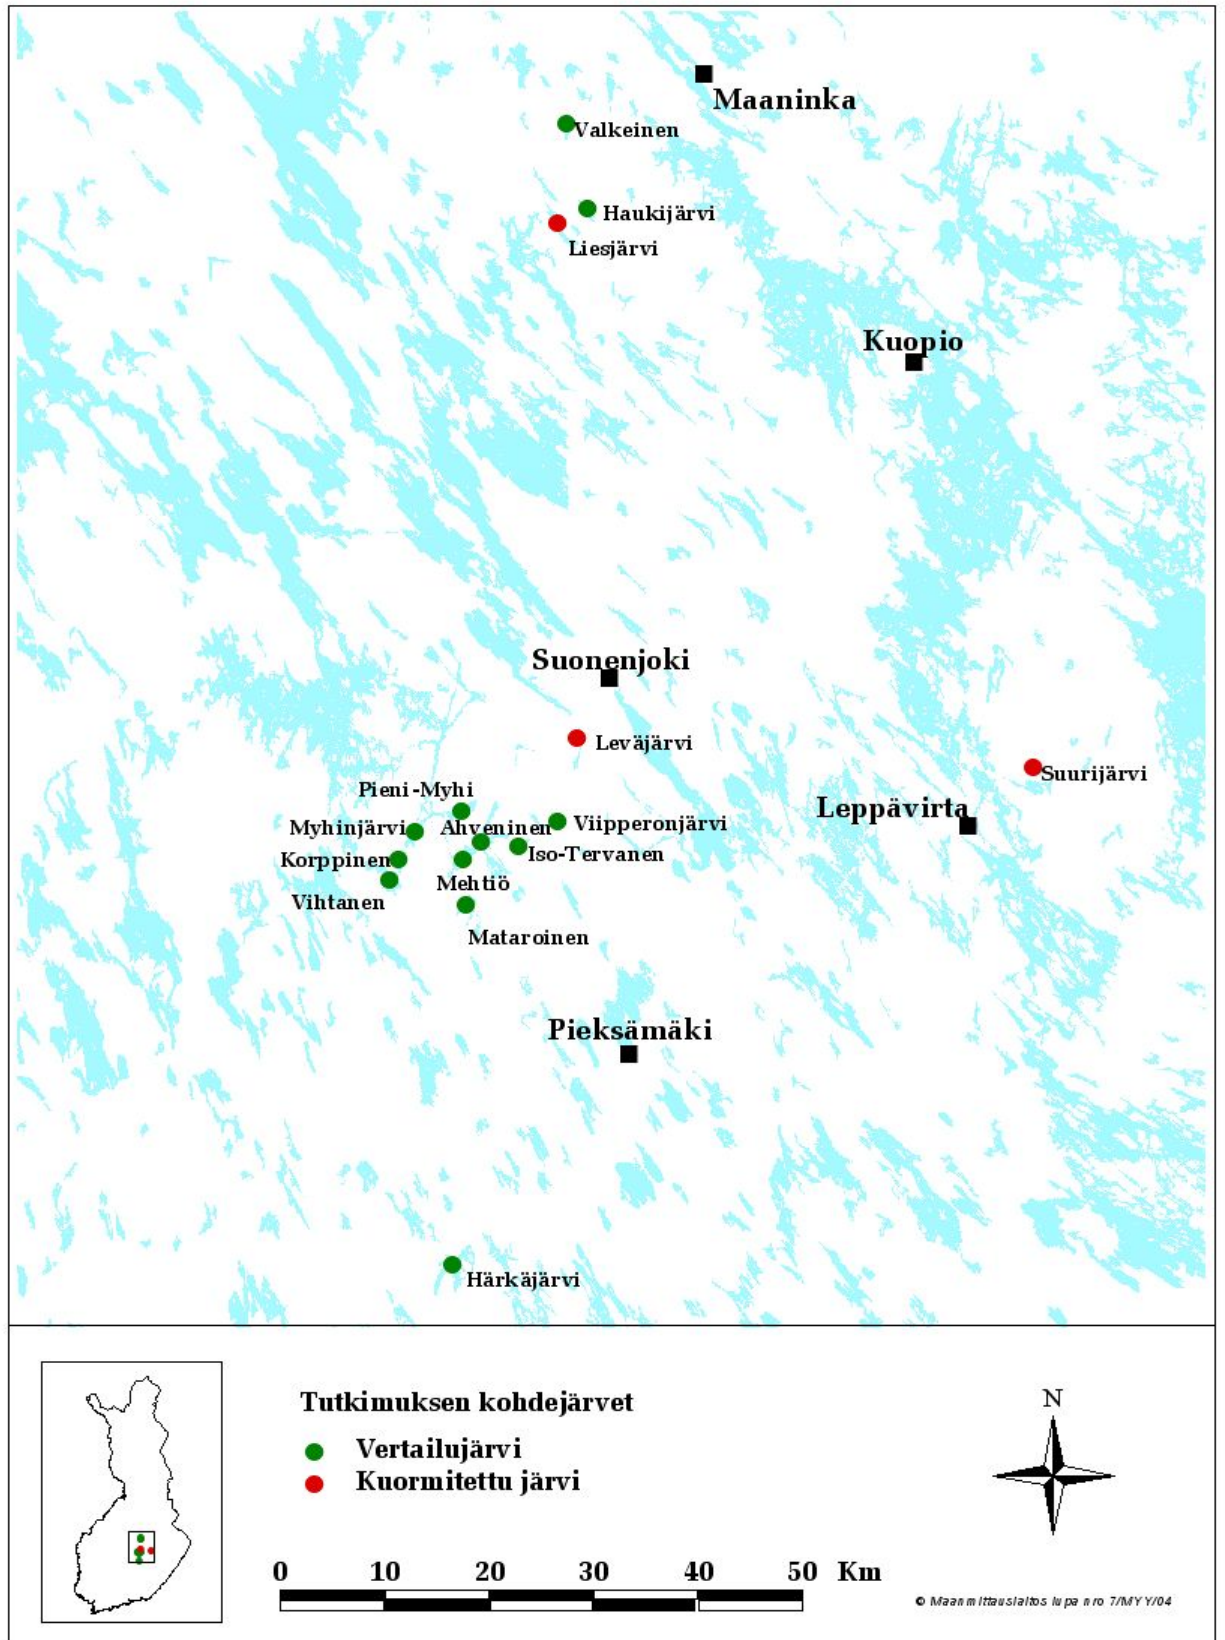 Maaninka
Valkeinen
Haukijärvi
Liesjärvi
Kuopio
Suonenjoki
Leväjärvi
Suurijärvi
Pieni-Myhi
Leppävirta
Myhinjärvi
Ahveninen
Viipperonjärvi
Korppinen
Iso-Tervanen
Mehtiö
Vihtanen
Mataroinen
Pieksämäki
Härkäjärvi
Tutkimuksen kohdejärvet
Vertailujärvi
Kuormitettu järvi
N
0 10 20 30 40 50 Km
© Maanmittauslaitos lupa nro 7/MYY/04